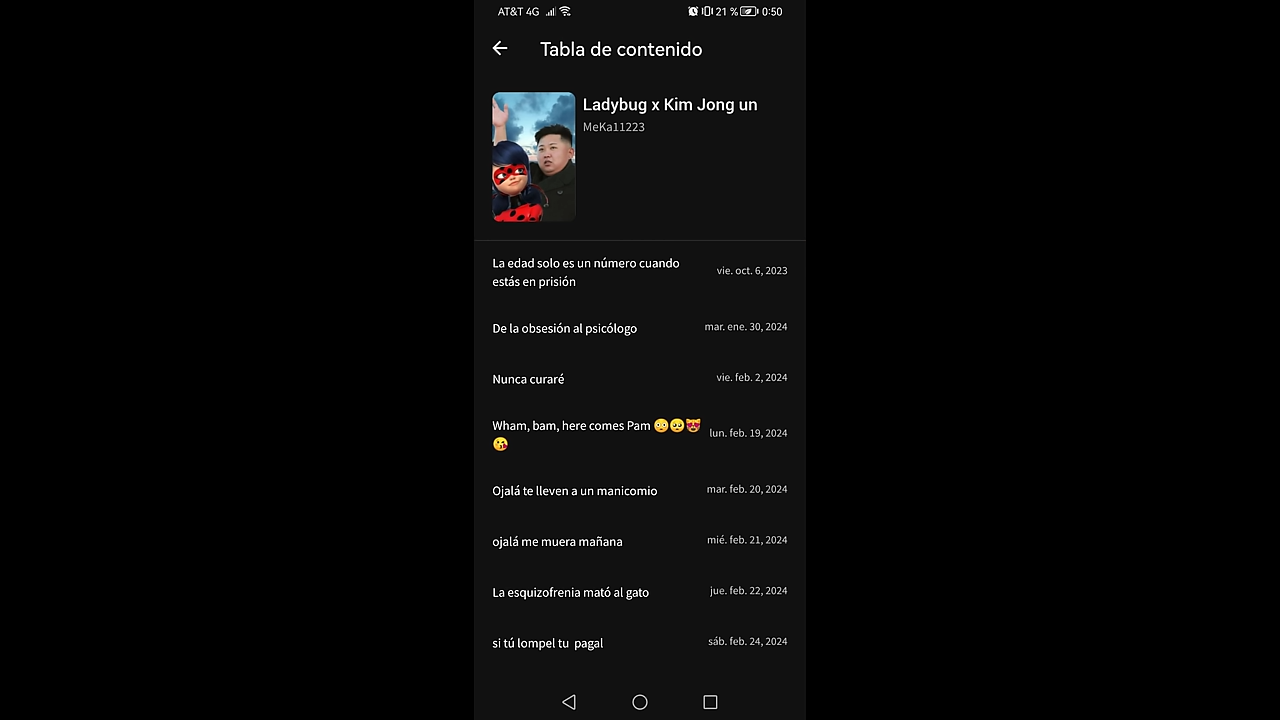 AT&T 4G 21 % 0:50
Tabla de contenido
Ladybug x Kim Jong un
MeKa11223
La edad solo es un número cuando
estás en prisión
vie. oct. 6, 2023
De la obsesión al psicólogo
mar. ene. 30, 2024
Nunca curaré
vie. feb. 2, 2024
Wham, bam, here comes Pam 😳🥺😻
😘
lun. feb. 19, 2024
Ojalá te lleven a un manicomio
mar. feb. 20, 2024
ojalá me muera mañana
mié. feb. 21, 2024
La esquizofrenia mató al gato
jue. feb. 22, 2024
si tú lompel tu  pagal
sáb. feb. 24, 2024